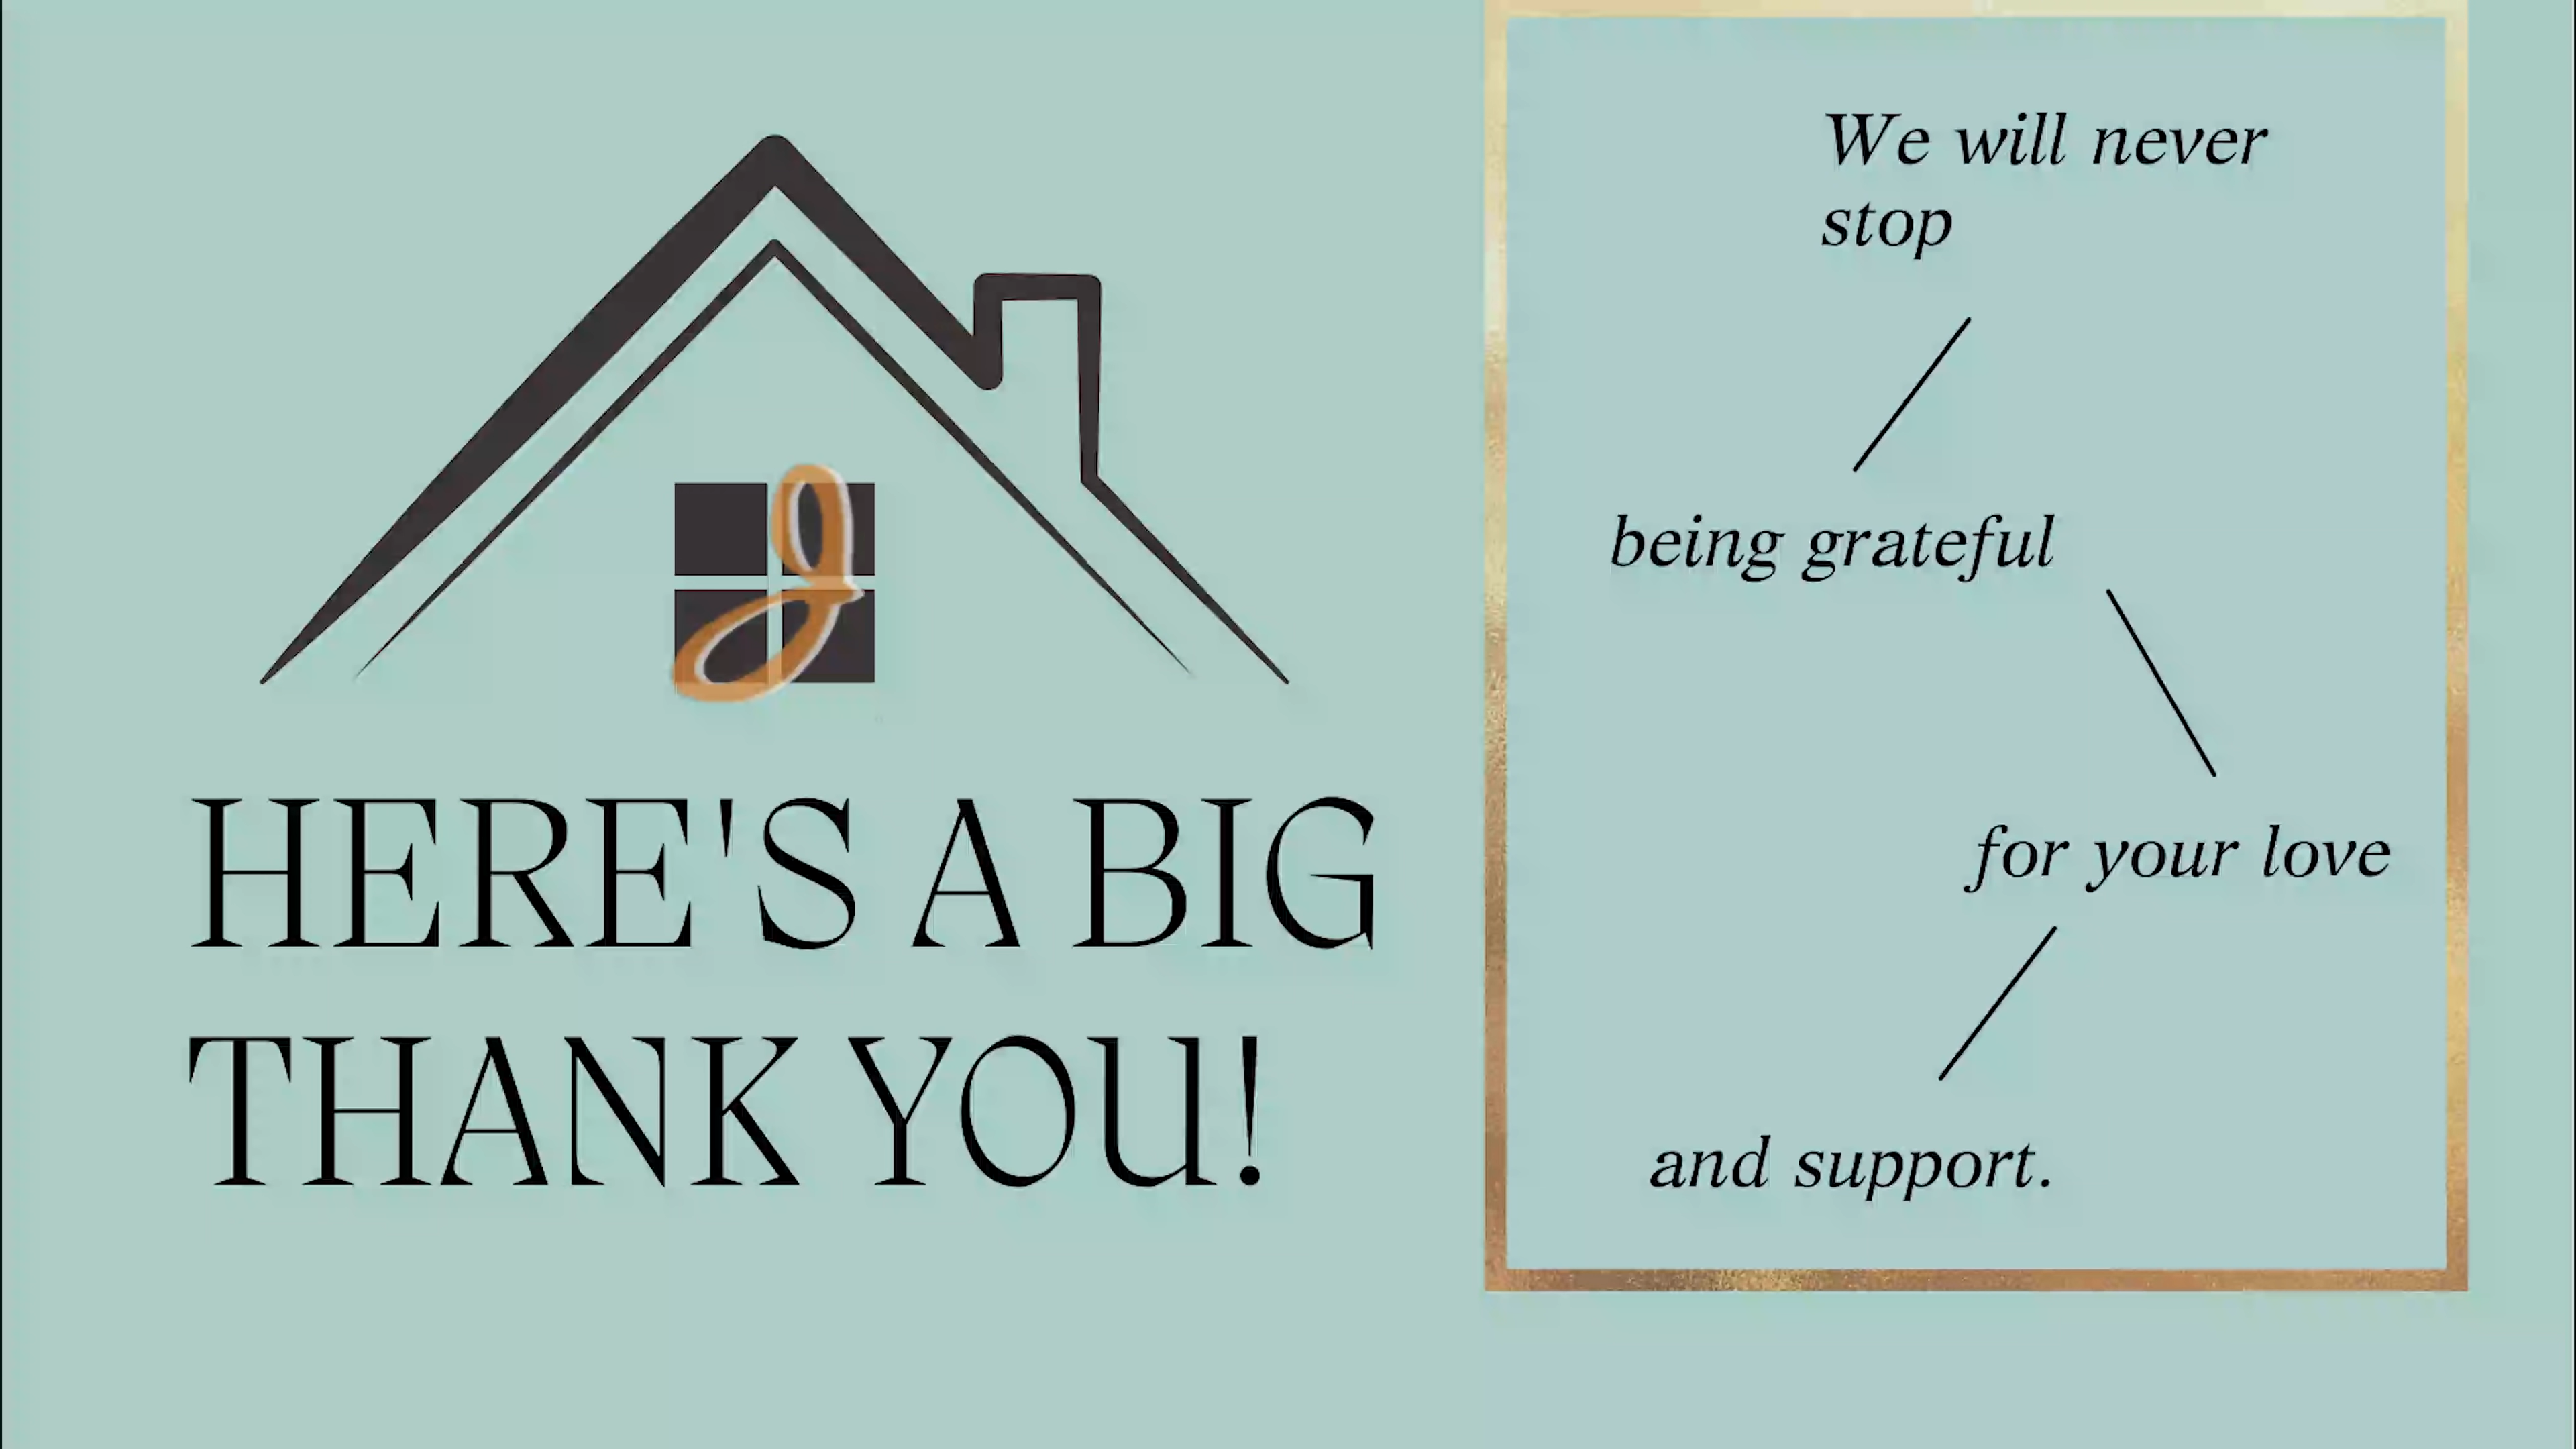 J
HERE'S A BIG
THANK YOU!
We will never
stop
being grateful
for your love
and support.